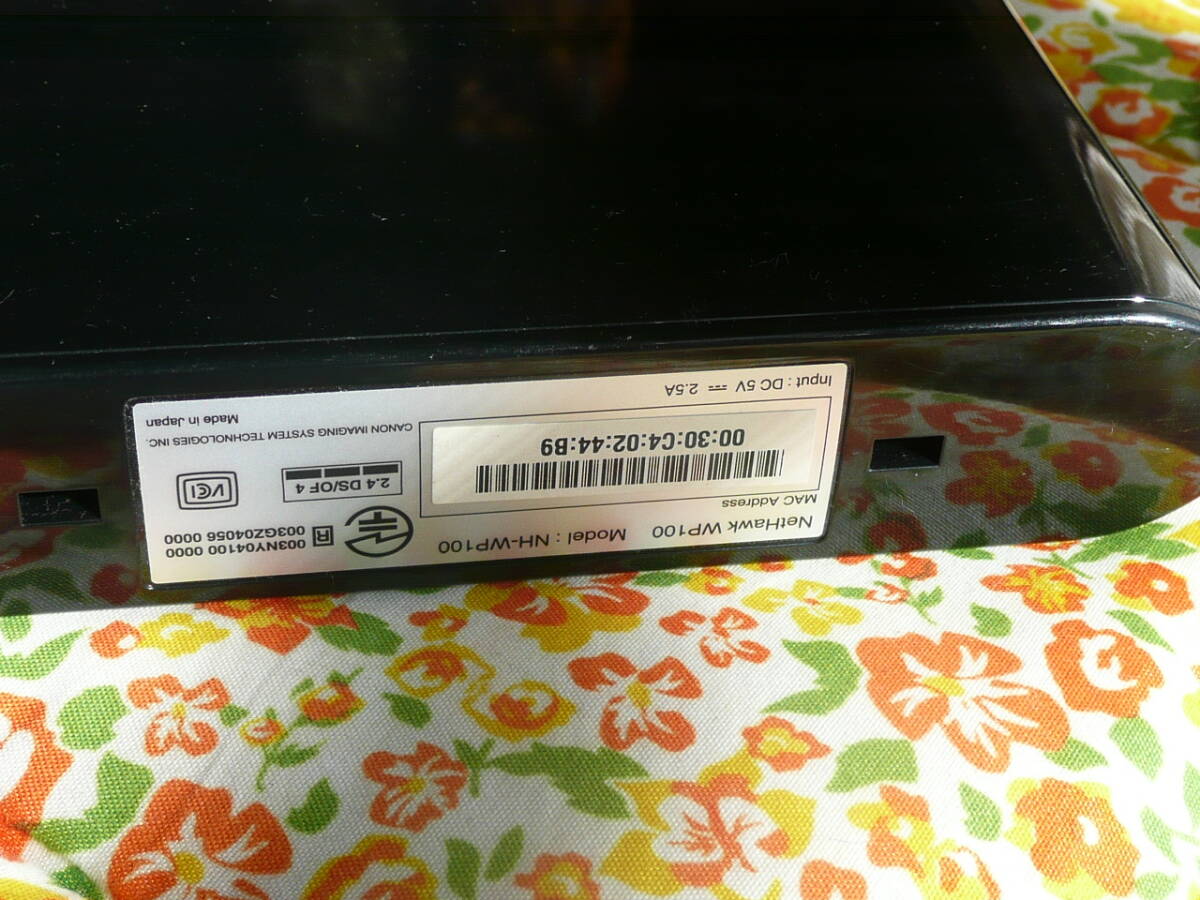 NetHawk WP100 Model : NH-WP100
MAC Address
00:30:C4:02:44:B9
Input : DC 5V ⎓ 2.5A
R 003NY04100 0000
003GZ04056 0000
2.4 DS/OF 4
VCI
CANON IMAGING SYSTEM TECHNOLOGIES INC.
Made in Japan